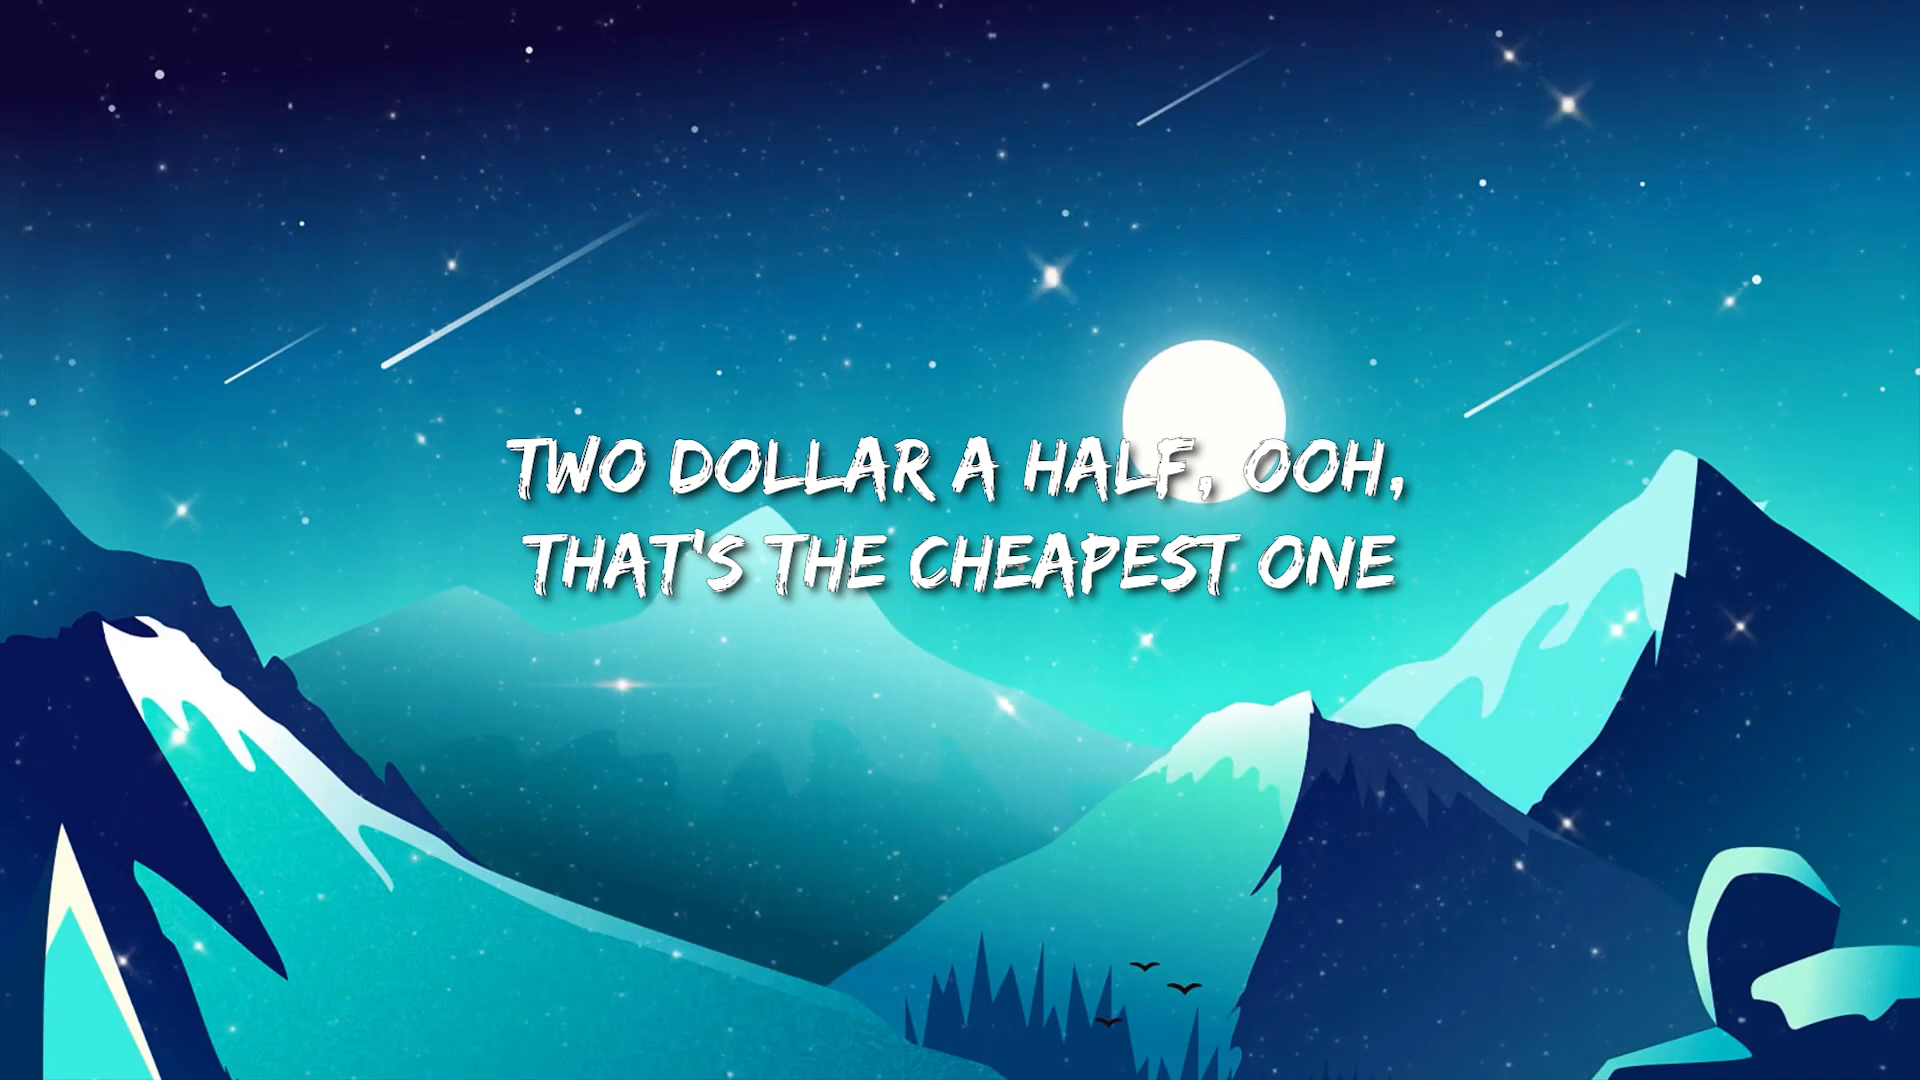 TWO DOLLAR A HALF, OOH,
THAT'S THE CHEAPEST ONE